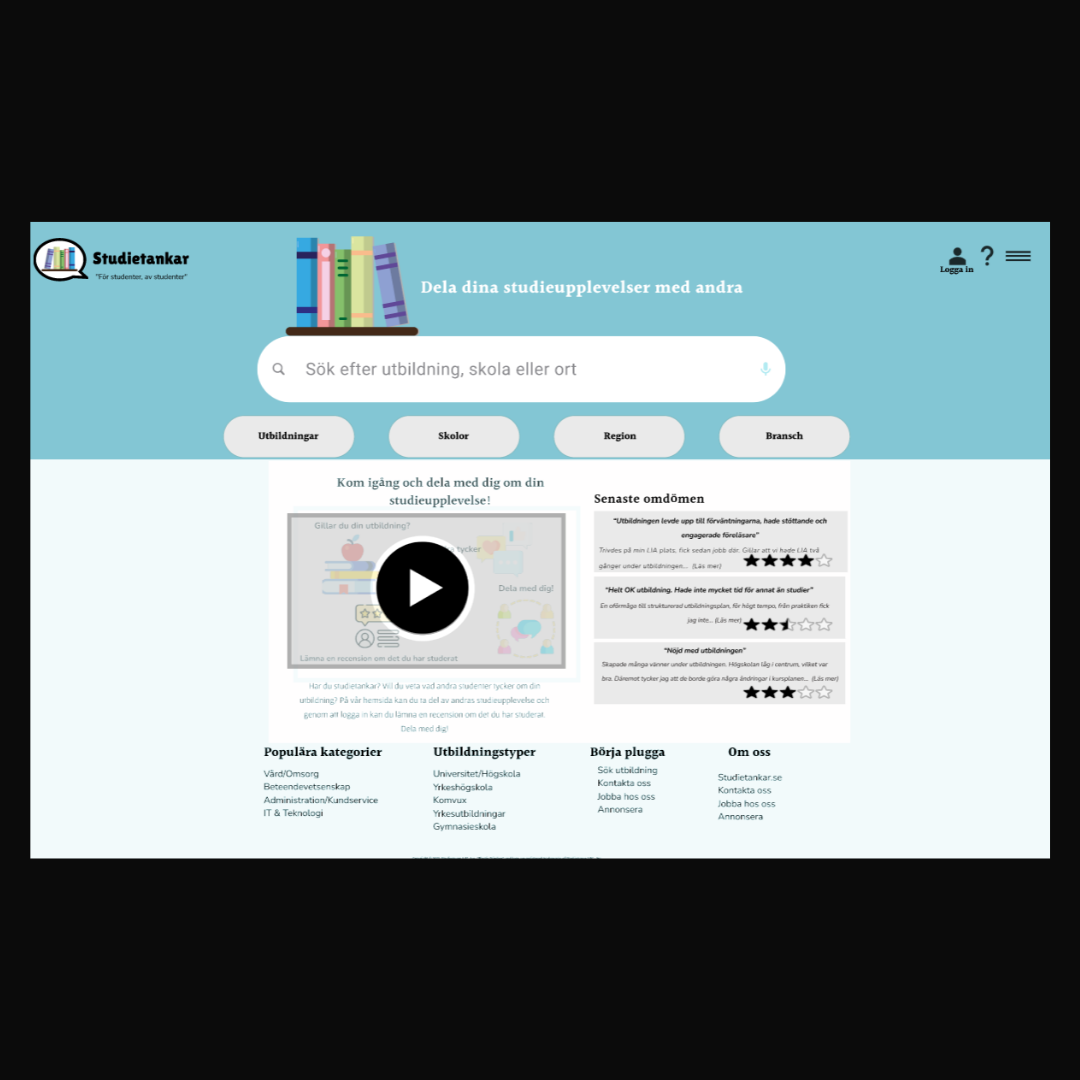 Studietankar
"För studenter, av studenter"
Dela dina studieupplevelser med andra
Logga in
?
Sök efter utbildning, skola eller ort
Utbildningar
Skolor
Region
Bransch
Kom igång och dela med dig om din
studieupplevelse!
Gillar du din utbildning?
tycker
Dela med dig!
Lämna en recension om det du har studerat
Har du studietankar? Vill du veta vad andra studenter tycker om din
utbildning? På vår hemsida kan du ta del av andras studieupplevelse och
genom att logga in kan du lämna en recension om det du har studerat.
Dela med dig!
Senaste omdömen
"Utbildningen levde upp till förväntningarna, hade stöttande och
engagerade föreläsare"
Trivdes på min LIA plats, fick sedan jobb där. Gillar att vi hade LIA två
gånger under utbildningen... (Läs mer)
"Helt OK utbildning. Hade inte mycket tid för annat än studier"
En oförmåga till strukturerad utbildningsplan, för högt tempo, från praktiken fick
jag inte... (Läs mer)
"Nöjd med utbildningen"
Skapade många vänner under utbildningen. Högskolan låg i centrum, vilket var
bra. Däremot tycker jag att de borde göra några ändringar i kursplanen... (Läs mer)
Populära kategorier
Vård/Omsorg
Beteendevetsenskap
Administration/Kundservice
IT & Teknologi
Utbildningstyper
Universitet/Högskola
Yrkeshögskola
Komvux
Yrkesutbildningar
Gymnasieskola
Börja plugga
Sök utbildning
Kontakta oss
Jobba hos oss
Annonsera
Om oss
Studietankar.se
Kontakta oss
Jobba hos oss
Annonsera